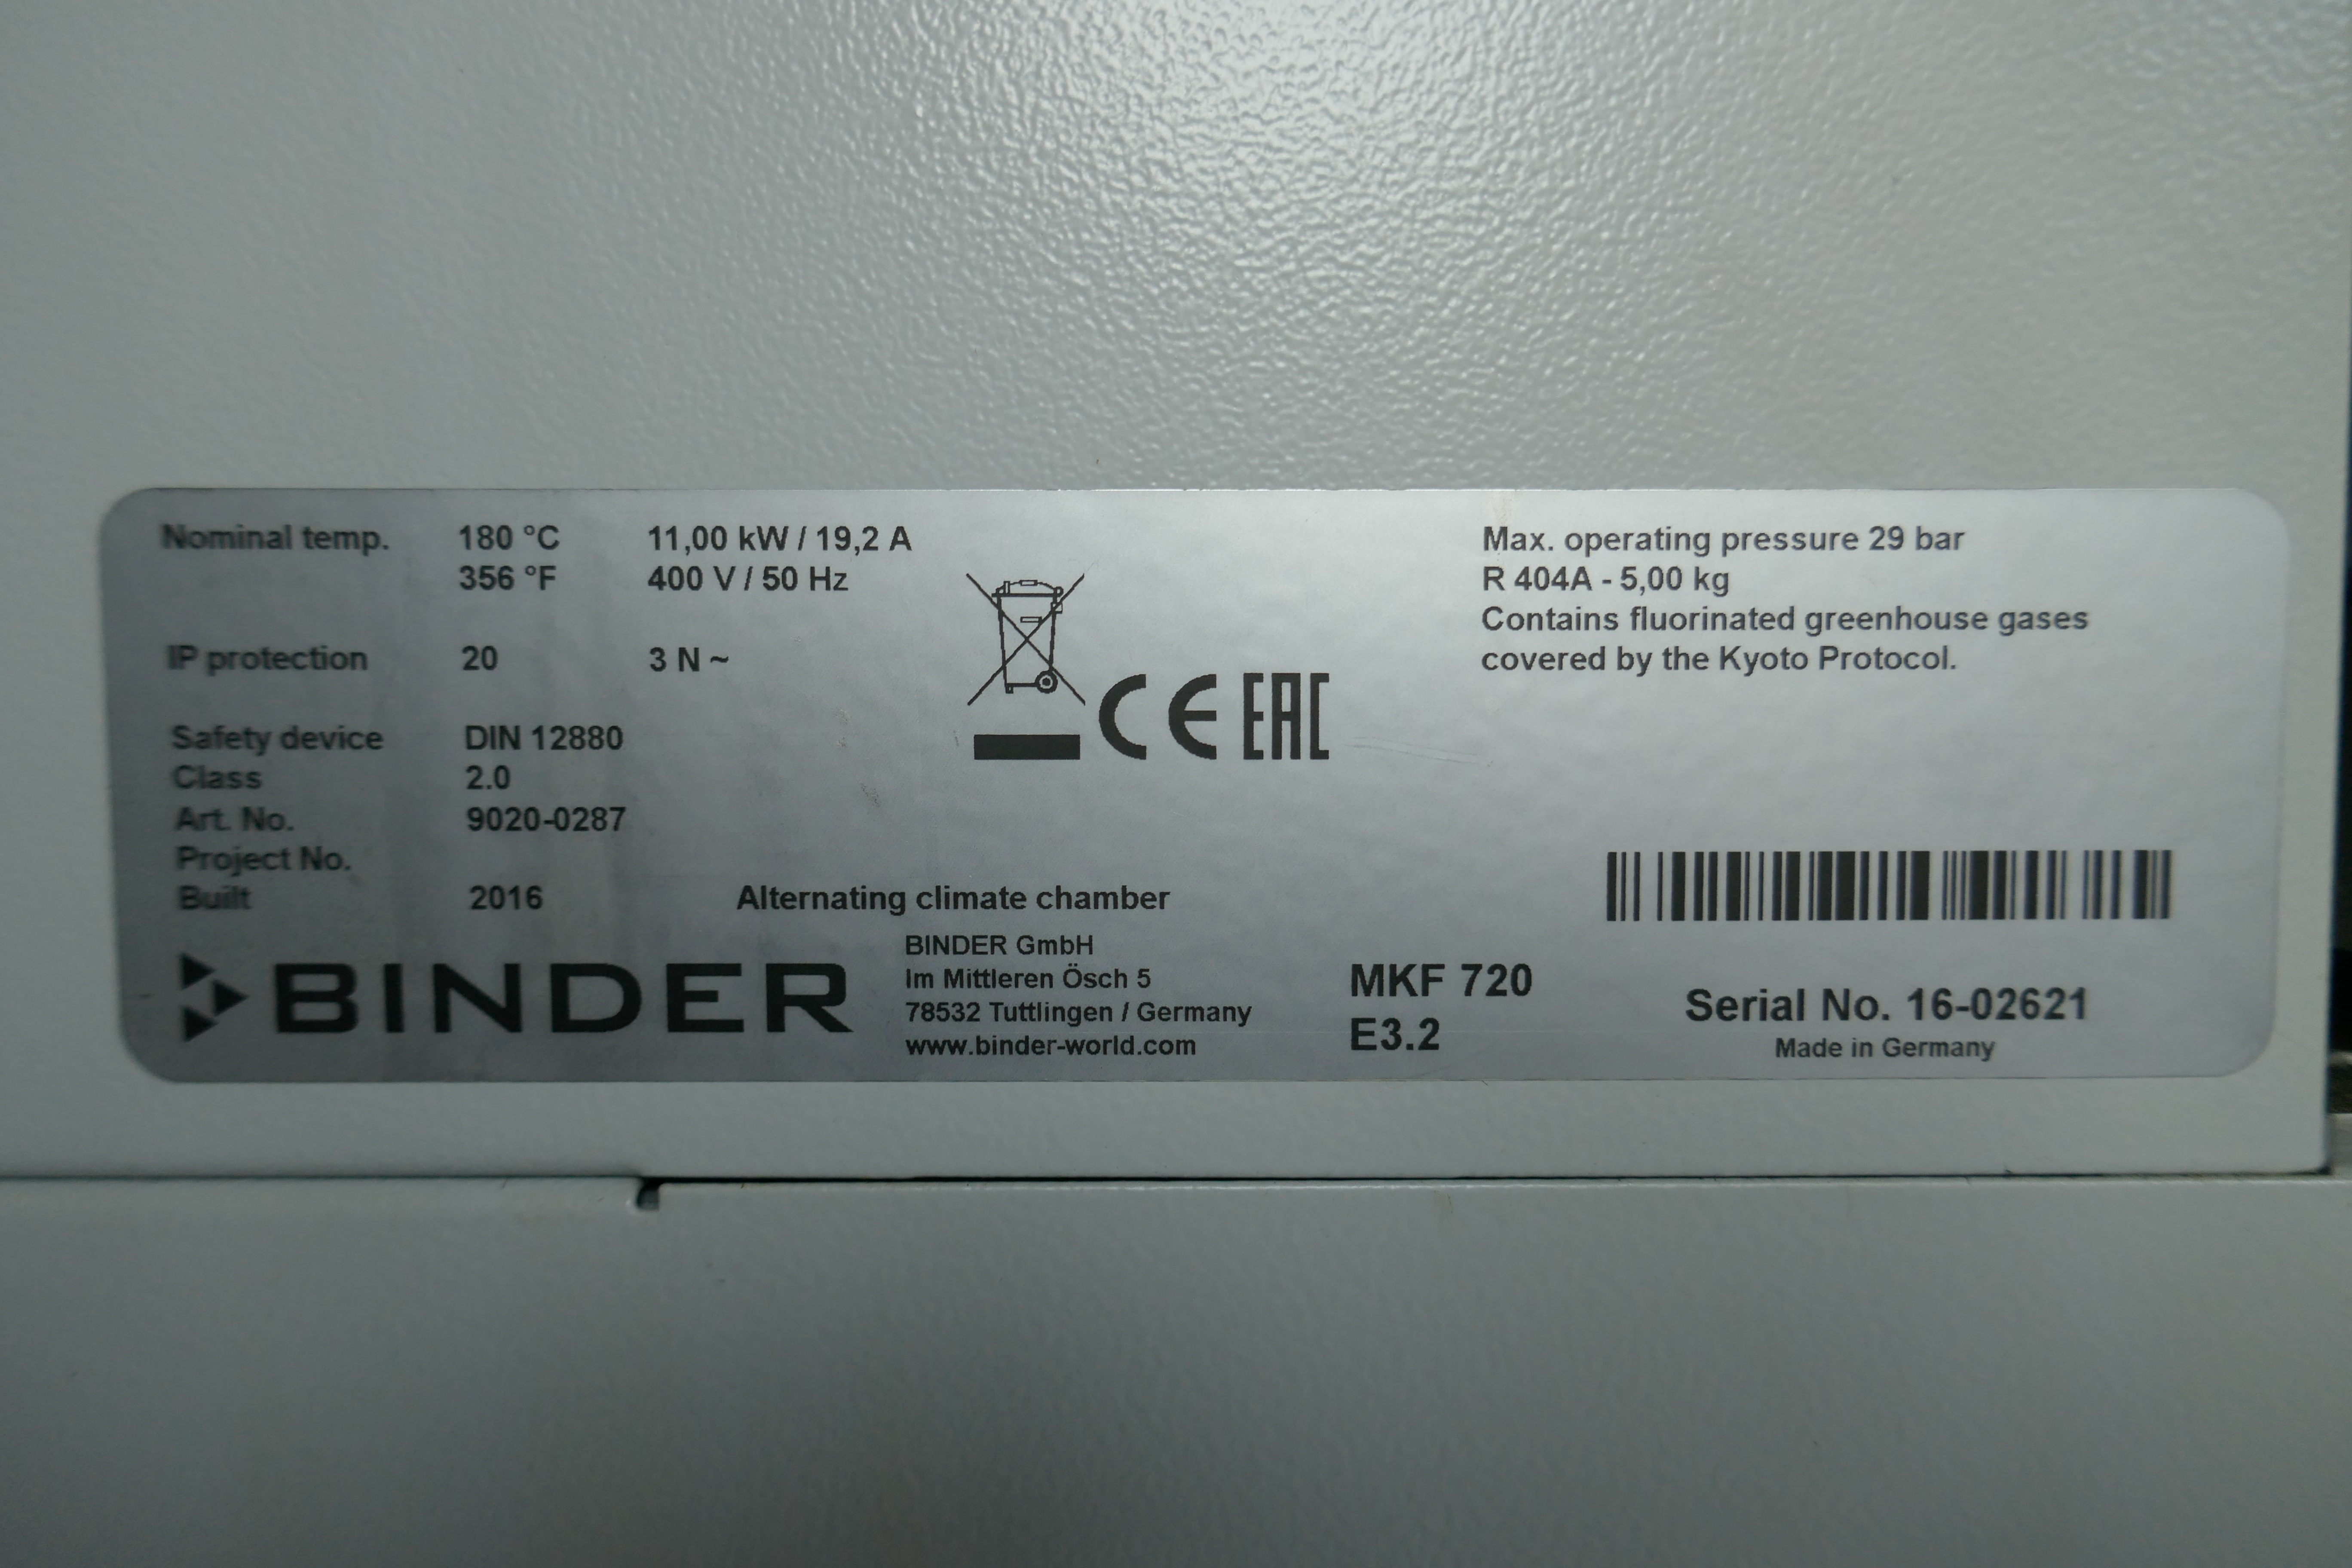 Nominal temp. 180 °C 11,00 kW / 19,2 A
356 °F 400 V / 50 Hz
IP protection 20 3 N ~
Safety device DIN 12880
Class 2.0
Art. No. 9020-0287
Project No.
Built 2016
Max. operating pressure 29 bar
R 404A - 5,00 kg
Contains fluorinated greenhouse gases
covered by the Kyoto Protocol.
CE EAC
Alternating climate chamber
BINDER
BINDER GmbH
Im Mittleren Ösch 5
78532 Tuttlingen / Germany
www.binder-world.com
MKF 720
E3.2
Serial No. 16-02621
Made in Germany